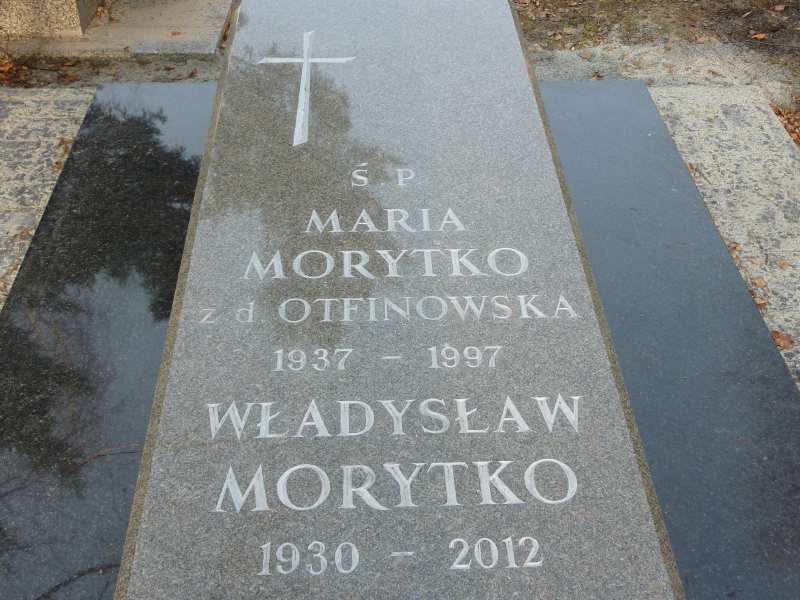 Ś P
MARIA
MORYTKO
z d OTFINOWSKA
1937 – 1997
WŁADYSŁAW
MORYTKO
1930 – 2012